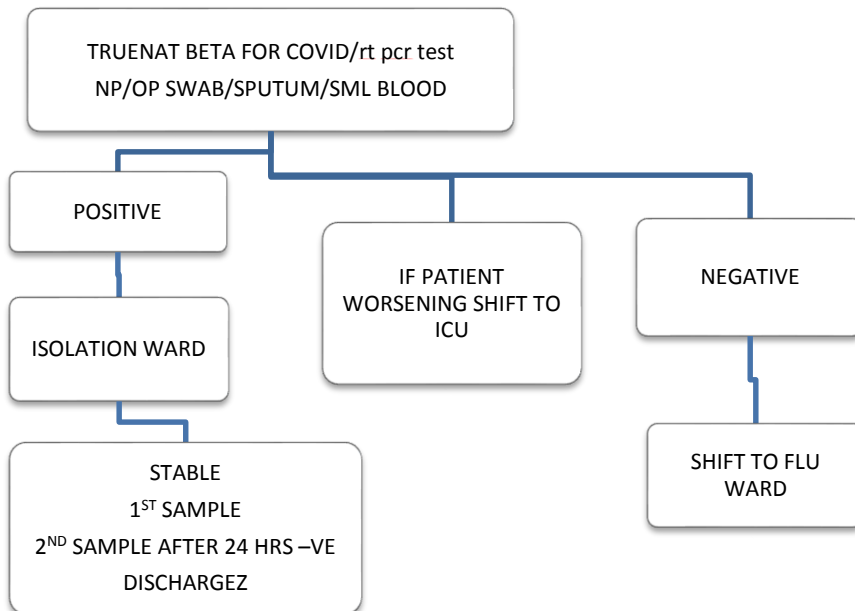 TRUENAT BETA FOR COVID/rt pcr test
NP/OP SWAB/SPUTUM/SML BLOOD
POSITIVE
IF PATIENT
WORSENING SHIFT TO
ICU
NEGATIVE
ISOLATION WARD
STABLE
1ST SAMPLE
2ND SAMPLE AFTER 24 HRS –VE
DISCHARGEZ
SHIFT TO FLU
WARD